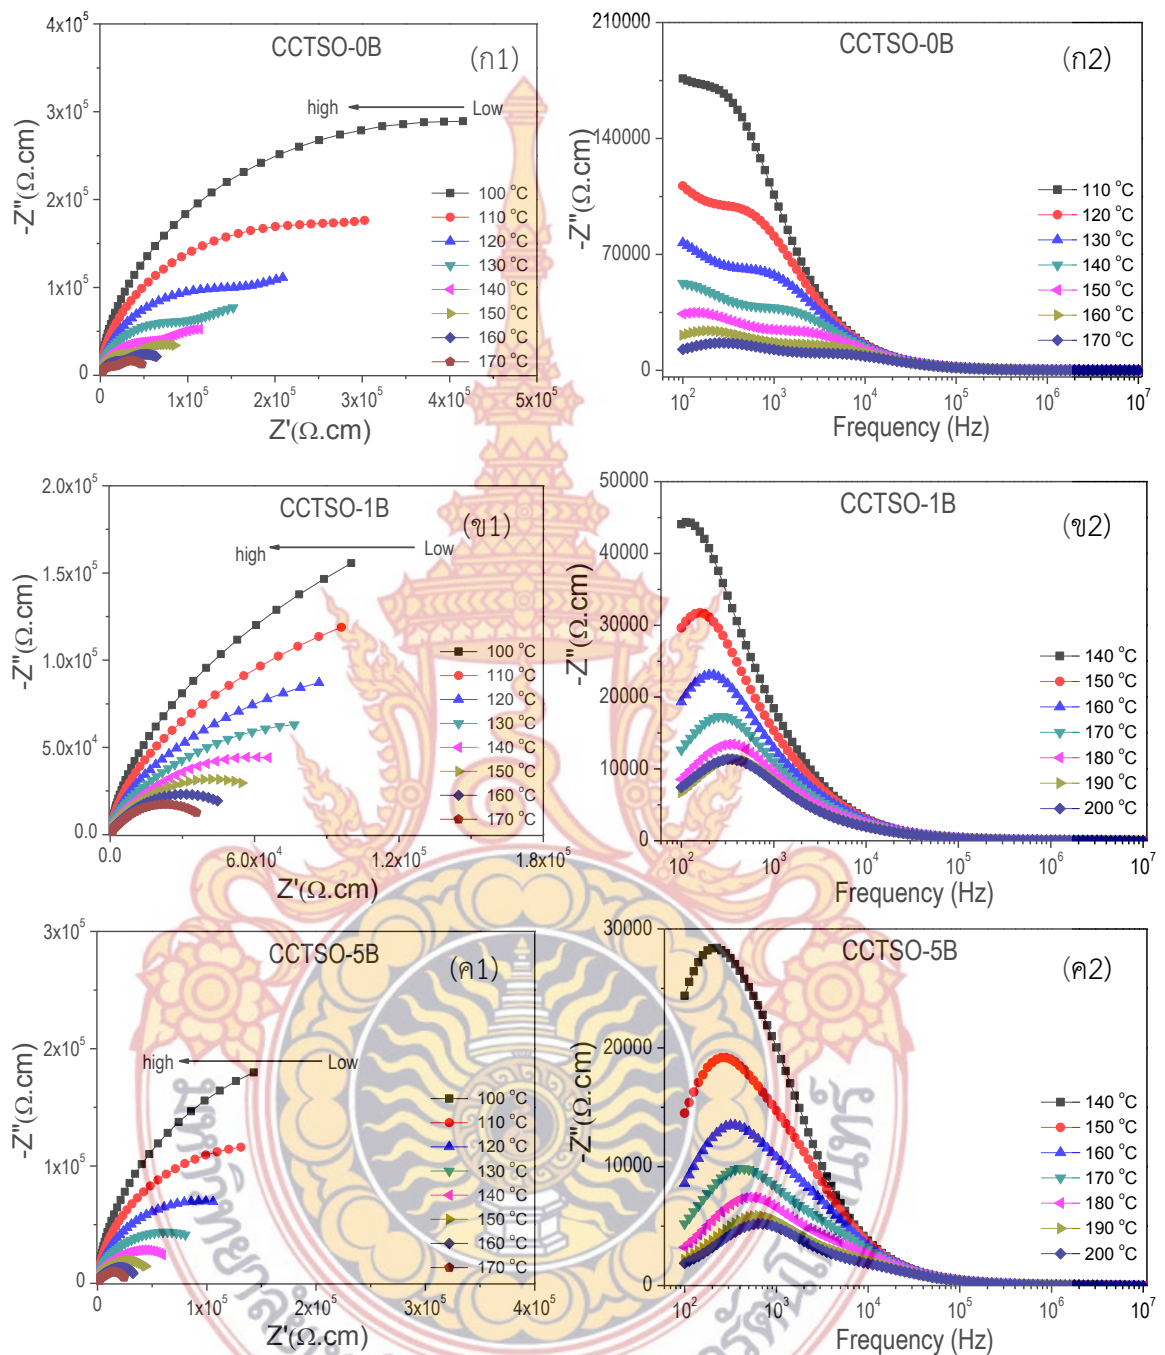 CCTSO-0B
(ก1)
4x10⁵
3x10⁵
2x10⁵
1x10⁵
0
-Z''(Ω.cm)
high
Low
100 °C
110 °C
120 °C
130 °C
140 °C
150 °C
160 °C
170 °C
0
1x10⁵
2x10⁵
3x10⁵
4x10⁵
5x10⁵
Z'(Ω.cm)
CCTSO-0B
(ก2)
210000
140000
70000
0
-Z''(Ω.cm)
110 °C
120 °C
130 °C
140 °C
150 °C
160 °C
170 °C
10²
10³
10⁴
10⁵
10⁶
10⁷
Frequency (Hz)
CCTSO-1B
(ข1)
2.0x10⁵
1.5x10⁵
1.0x10⁵
5.0x10⁴
0.0
-Z''(Ω.cm)
high
Low
100 °C
110 °C
120 °C
130 °C
140 °C
150 °C
160 °C
170 °C
0.0
6.0x10⁴
1.2x10⁵
1.8x10⁵
Z'(Ω.cm)
CCTSO-1B
(ข2)
50000
40000
30000
20000
10000
0
-Z''(Ω.cm)
140 °C
150 °C
160 °C
170 °C
180 °C
190 °C
200 °C
10²
10³
10⁴
10⁵
10⁶
10⁷
Frequency (Hz)
CCTSO-5B
(ค1)
3x10⁵
2x10⁵
1x10⁵
0
-Z''(Ω.cm)
high
Low
100 °C
110 °C
120 °C
130 °C
140 °C
150 °C
160 °C
170 °C
0
1x10⁵
2x10⁵
3x10⁵
4x10⁵
Z'(Ω.cm)
CCTSO-5B
(ค2)
30000
20000
10000
0
-Z''(Ω.cm)
140 °C
150 °C
160 °C
170 °C
180 °C
190 °C
200 °C
10²
10³
10⁴
10⁵
10⁶
10⁷
Frequency (Hz)